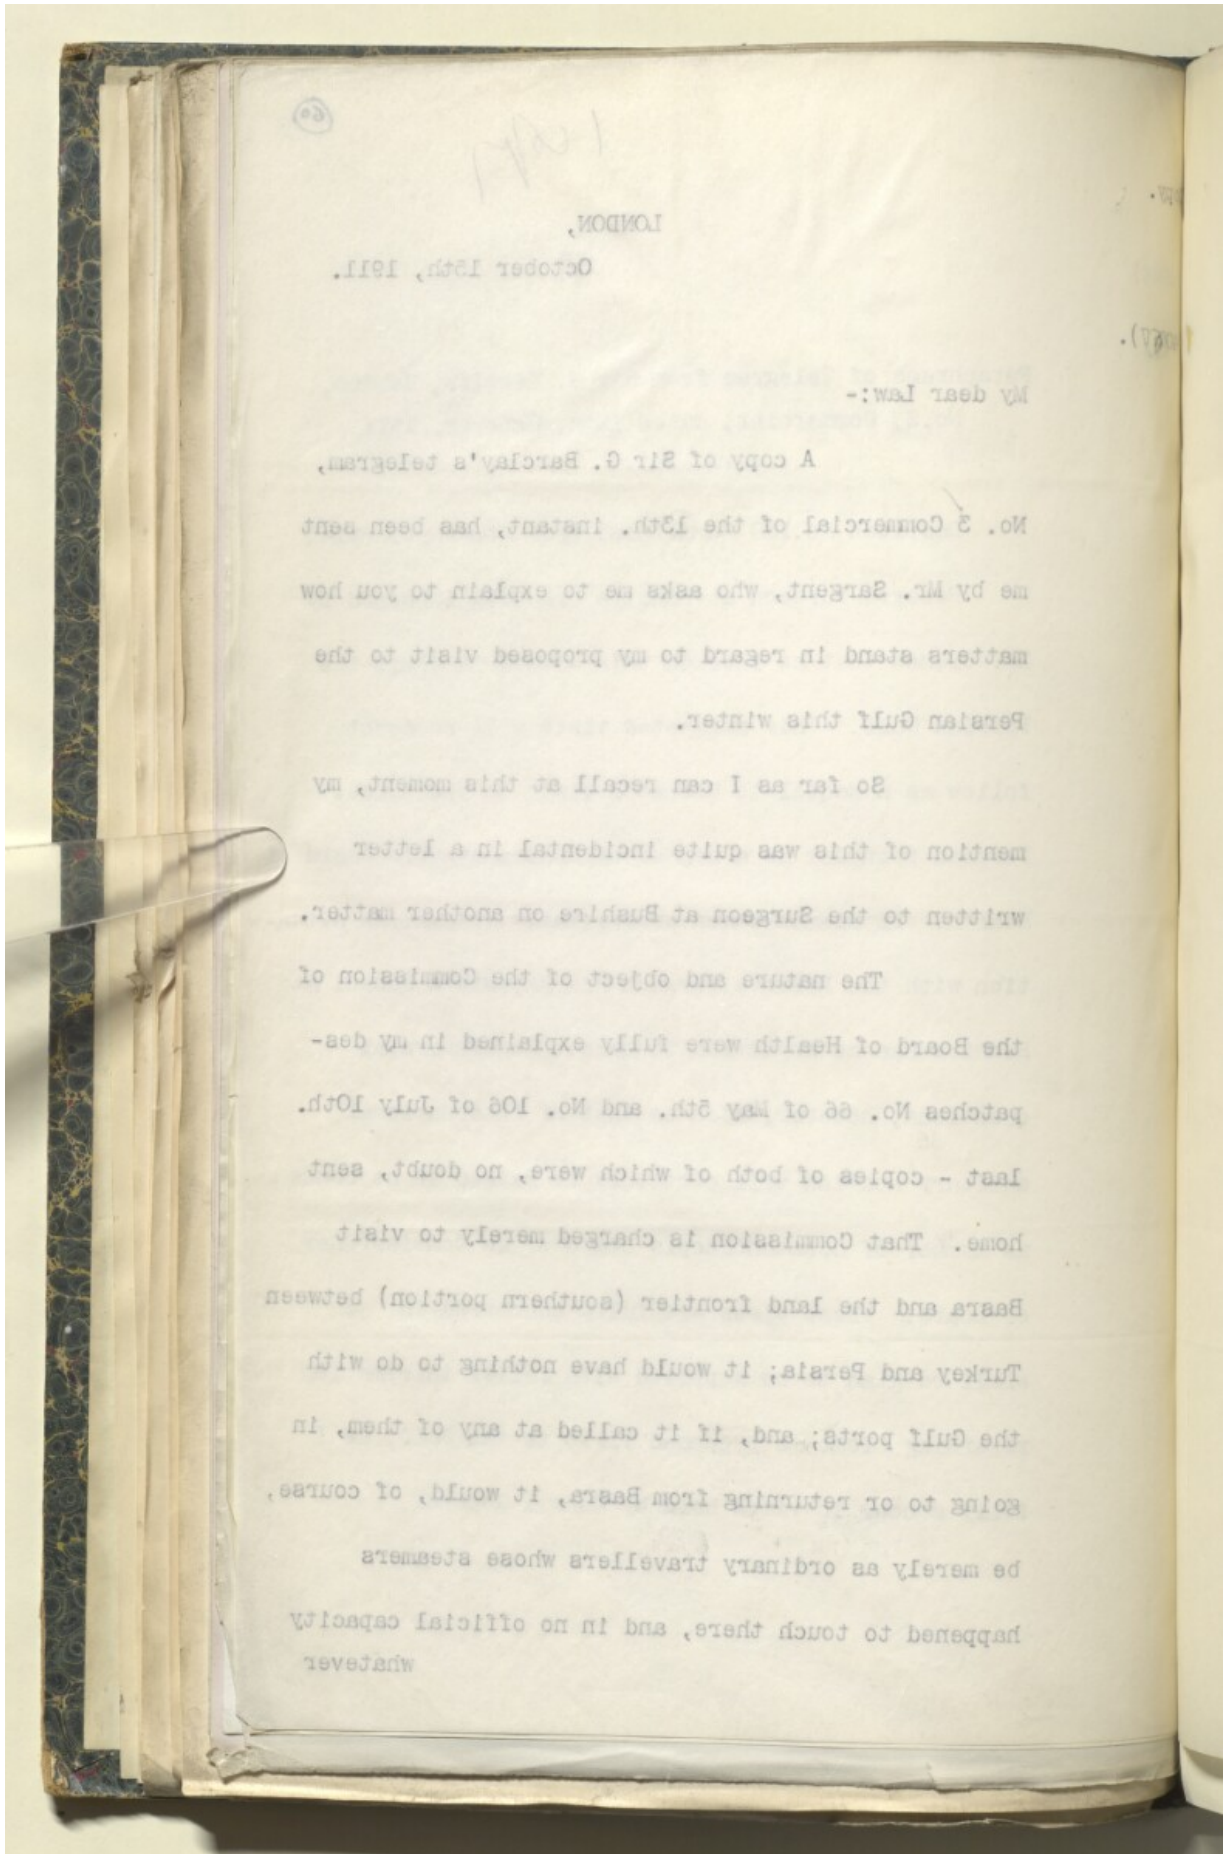 60
LONDON,
October 15th, 1911.
My dear Law:-
A copy of Sir G. Barclay's telegram,
No. 3 Commercial of the 13th. instant, has been sent
me by Mr. Sargent, who asks me to explain to you how
matters stand in regard to my proposed visit to the
Persian Gulf this winter.
So far as I can recall at this moment, my
mention of this was quite incidental in a letter
written to the Surgeon at Bushire on another matter.
The nature and object of the Commission of
the Board of Health were fully explained in my des-
patches No. 66 of May 5th. and No. 106 of July 10th.
last - copies of both of which were, no doubt, sent
home. That Commission is charged merely to visit
Basra and the land frontier (southern portion) between
Turkey and Persia; it would have nothing to do with
the Gulf ports; and, if it called at any of them, in
going to or returning from Basra, it would, of course,
be merely as ordinary travellers whose steamers
happened to touch there, and in no official capacity
whatever